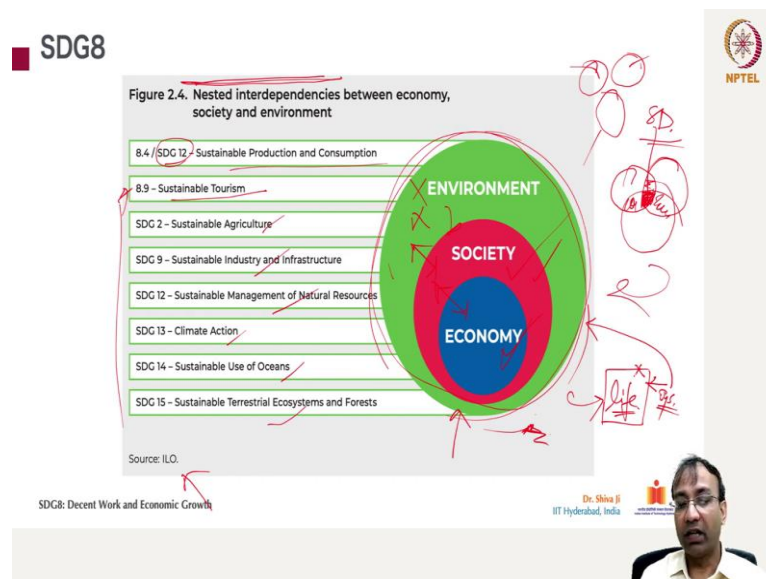 SDG8
NPTEL
Figure 2.4. Nested interdependencies between economy,
society and environment
8.4 / SDG 12 – Sustainable Production and Consumption
8.9 – Sustainable Tourism
SDG 2 – Sustainable Agriculture
SDG 9 – Sustainable Industry and Infrastructure
SDG 12 – Sustainable Management of Natural Resources
SDG 13 – Climate Action
SDG 14 – Sustainable Use of Oceans
SDG 15 – Sustainable Terrestrial Ecosystems and Forests
ENVIRONMENT
SOCIETY
ECONOMY
SD.
life
Source: ILO.
SDG8: Decent Work and Economic Growth
Dr. Shiva Ji
IIT Hyderabad, India